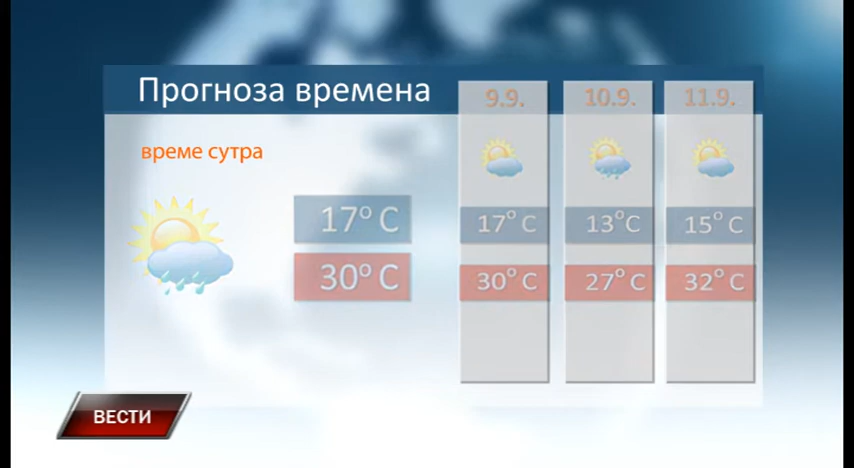 Прогноза времена
време сутра
17° C
30° C
9.9.
10.9.
11.9.
17° C
13°C
15° C
30° C
27° C
32° C
ВЕСТИ